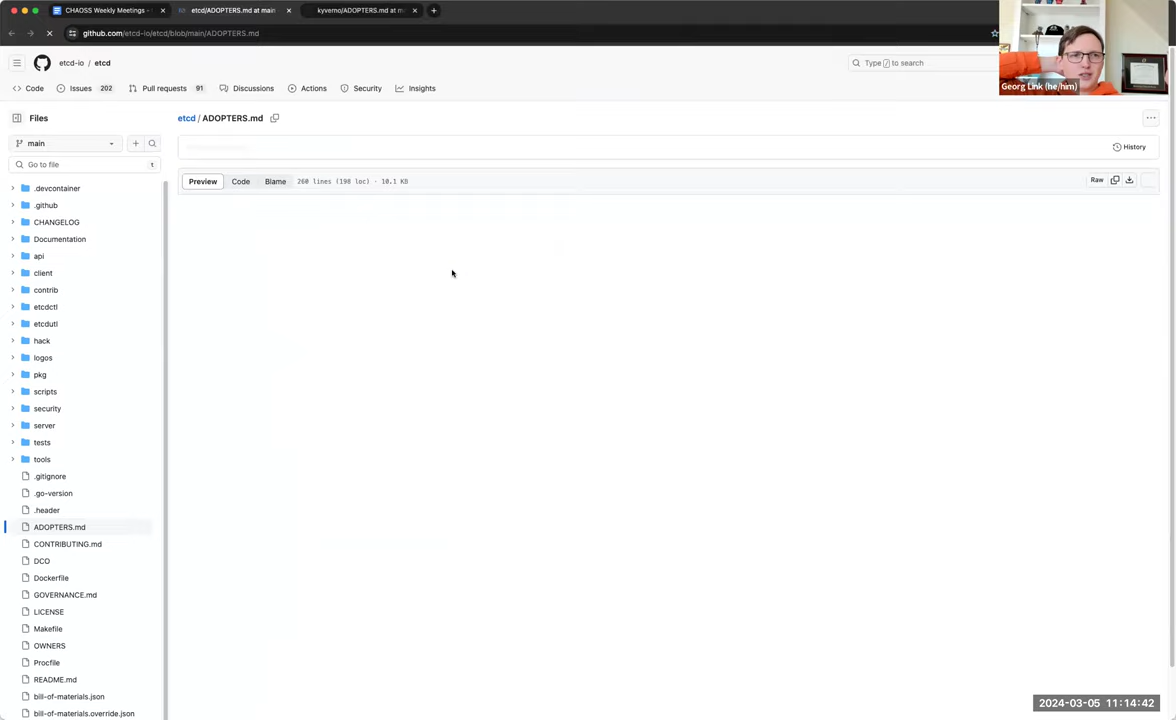 CHAOSS Weekly Meetings -
etcd/ADOPTERS.md at main
kyverno/ADOPTERS.md at m
github.com/etcd-io/etcd/blob/main/ADOPTERS.md
etcd-io / etcd
Type / to search
Georg Link (he/him)
Code
Issues 202
Pull requests 91
Discussions
Actions
Security
Insights
Files
etcd / ADOPTERS.md
main
History
Go to file t
Preview
Code
Blame
260 lines (198 loc) · 10.1 KB
Raw
.devcontainer
.github
CHANGELOG
Documentation
api
client
contrib
etcdctl
etcdutl
hack
logos
pkg
scripts
security
server
tests
tools
.gitignore
.go-version
.header
ADOPTERS.md
CONTRIBUTING.md
DCO
Dockerfile
GOVERNANCE.md
LICENSE
Makefile
OWNERS
Procfile
README.md
bill-of-materials.json
bill-of-materials.override.json
2024-03-05 11:14:42